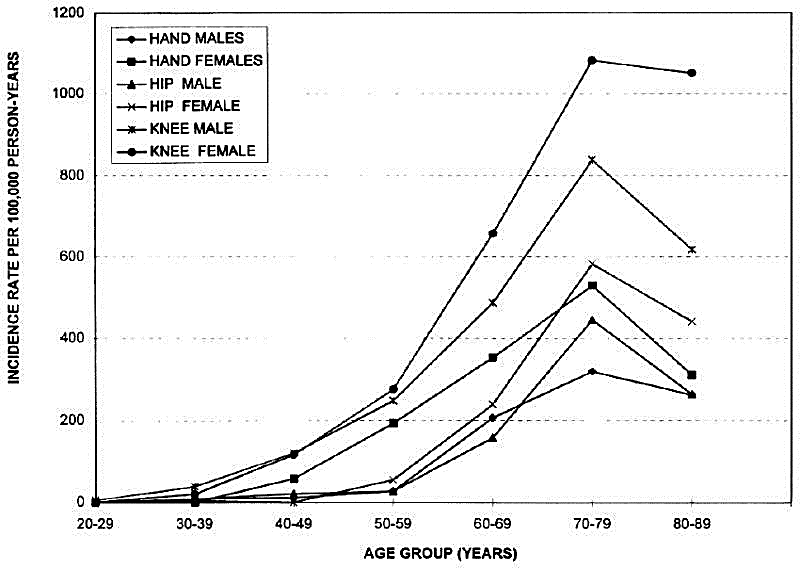 1200
1000
800
600
400
200
0
INCIDENCE RATE PER 100,000 PERSON-YEARS
HAND MALES
HAND FEMALES
HIP MALE
HIP FEMALE
KNEE MALE
KNEE FEMALE
20-29 30-39 40-49 50-59 60-69 70-79 80-89
AGE GROUP (YEARS)